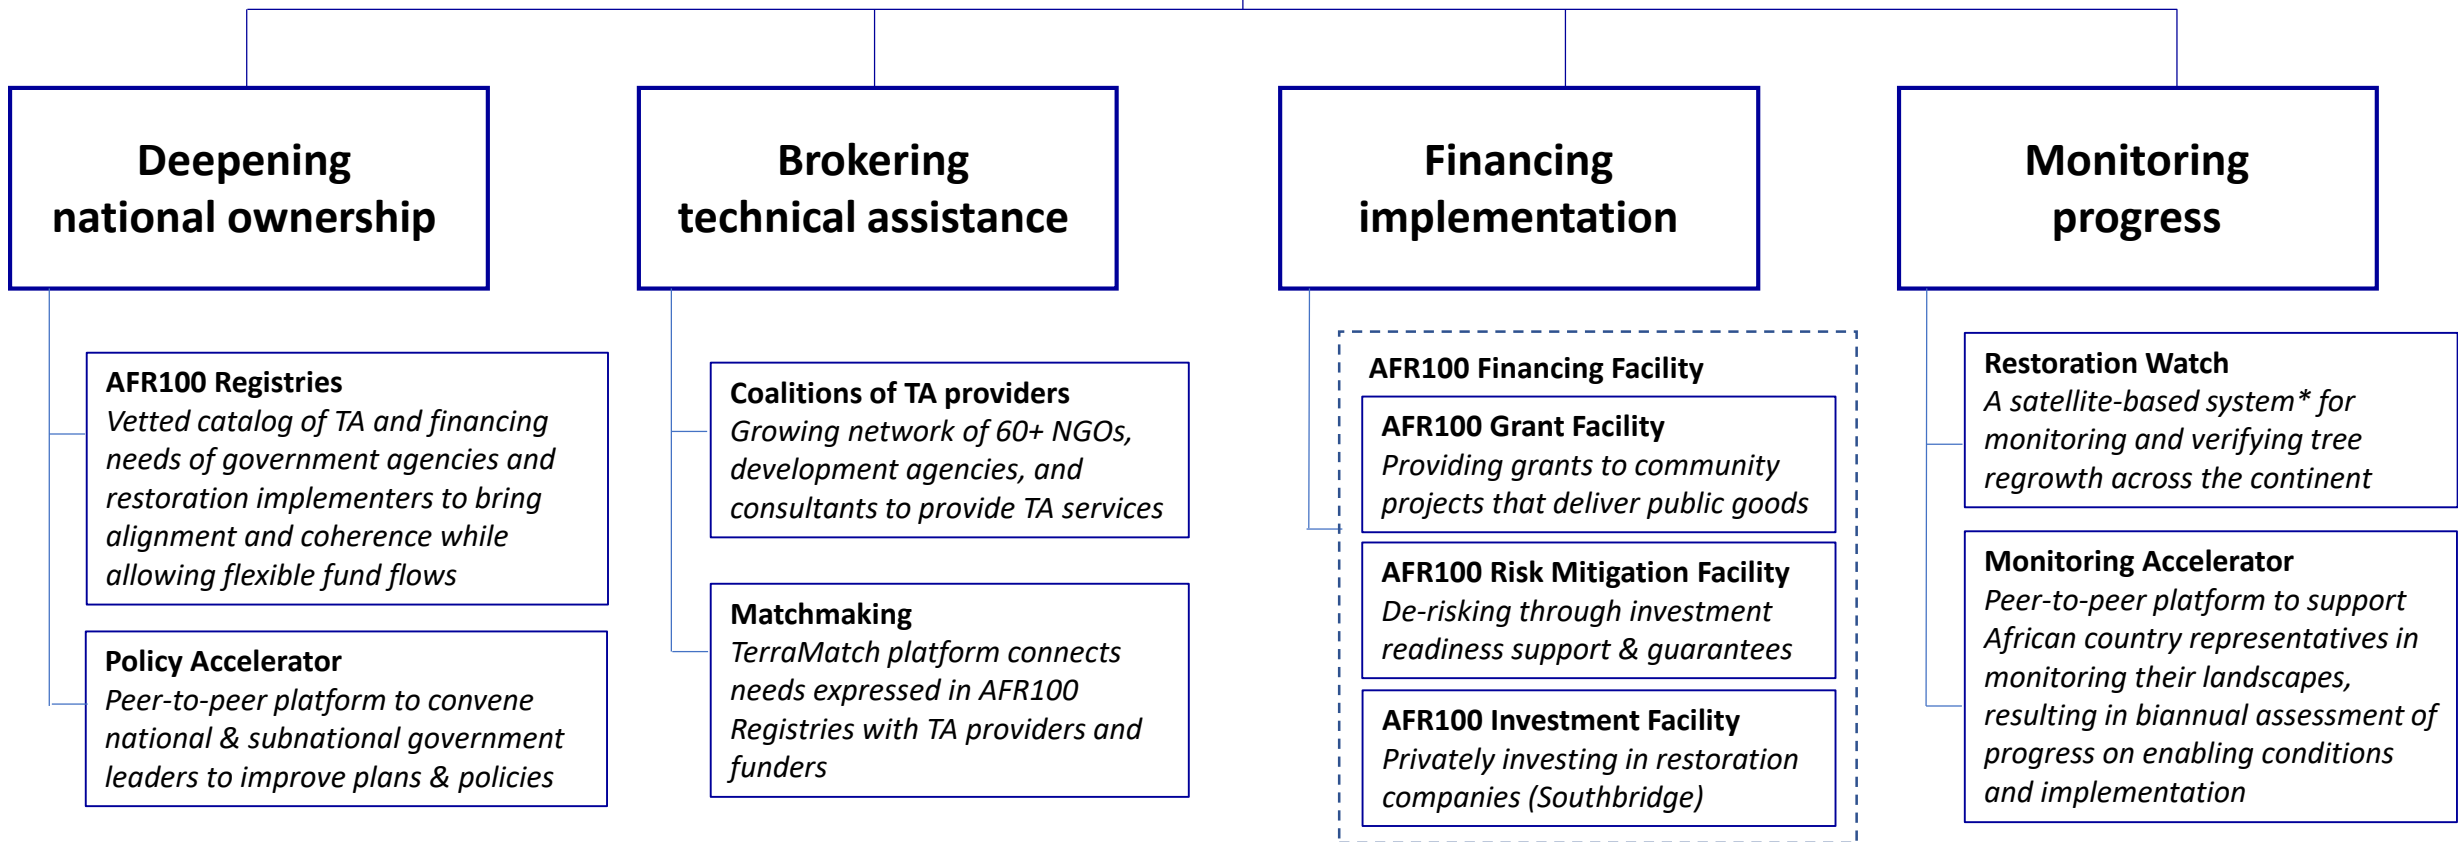 Deepening
national ownership
AFR100 Registries
Vetted catalog of TA and financing
needs of government agencies and
restoration implementers to bring
alignment and coherence while
allowing flexible fund flows
Policy Accelerator
Peer-to-peer platform to convene
national & subnational government
leaders to improve plans & policies
Brokering
technical assistance
Coalitions of TA providers
Growing network of 60+ NGOs,
development agencies, and
consultants to provide TA services
Matchmaking
TerraMatch platform connects
needs expressed in AFR100
Registries with TA providers and
funders
Financing
implementation
AFR100 Financing Facility
AFR100 Grant Facility
Providing grants to community
projects that deliver public goods
AFR100 Risk Mitigation Facility
De-risking through investment
readiness support & guarantees
AFR100 Investment Facility
Privately investing in restoration
companies (Southbridge)
Monitoring
progress
Restoration Watch
A satellite-based system* for
monitoring and verifying tree
regrowth across the continent
Monitoring Accelerator
Peer-to-peer platform to support
African country representatives in
monitoring their landscapes,
resulting in biannual assessment of
progress on enabling conditions
and implementation